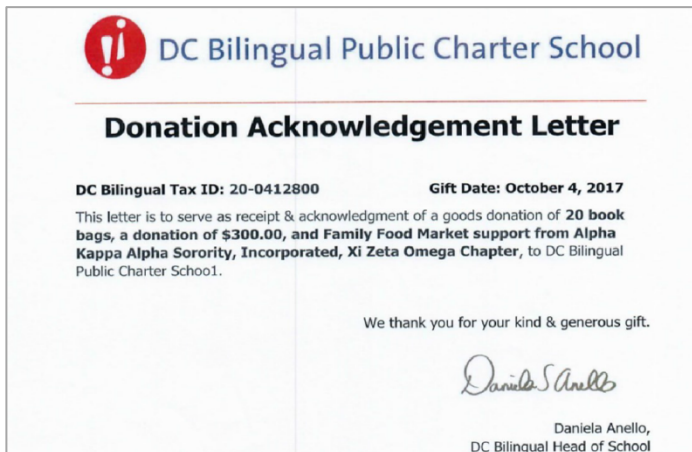 DC Bilingual Public Charter School
Donation Acknowledgement Letter
DC Bilingual Tax ID: 20-0412800 Gift Date: October 4, 2017
This letter is to serve as receipt & acknowledgment of a goods donation of 20 book
bags, a donation of $300.00, and Family Food Market support from Alpha
Kappa Alpha Sorority, Incorporated, Xi Zeta Omega Chapter, to DC Bilingual
Public Charter Schoo1.
We thank you for your kind & generous gift.
Daniela S Anello
Daniela Anello,
DC Bilingual Head of School